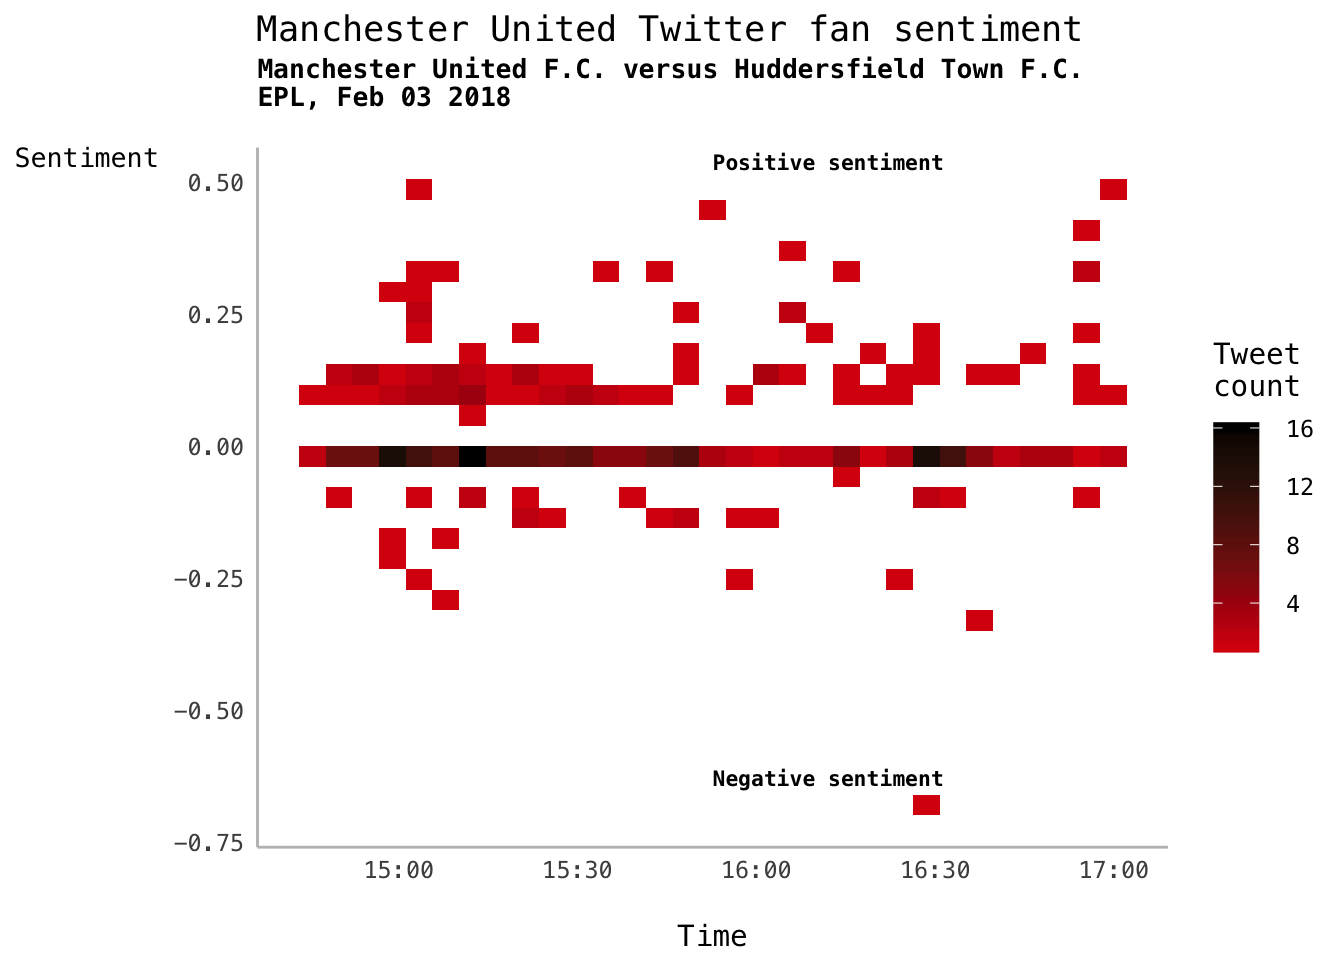 Manchester United Twitter fan sentiment
Manchester United F.C. versus Huddersfield Town F.C.
EPL, Feb 03 2018
Sentiment
Positive sentiment
0.50
0.25
0.00
−0.25
−0.50
−0.75
Negative sentiment
15:00 15:30 16:00 16:30 17:00
Time
Tweet
count
16
12
8
4